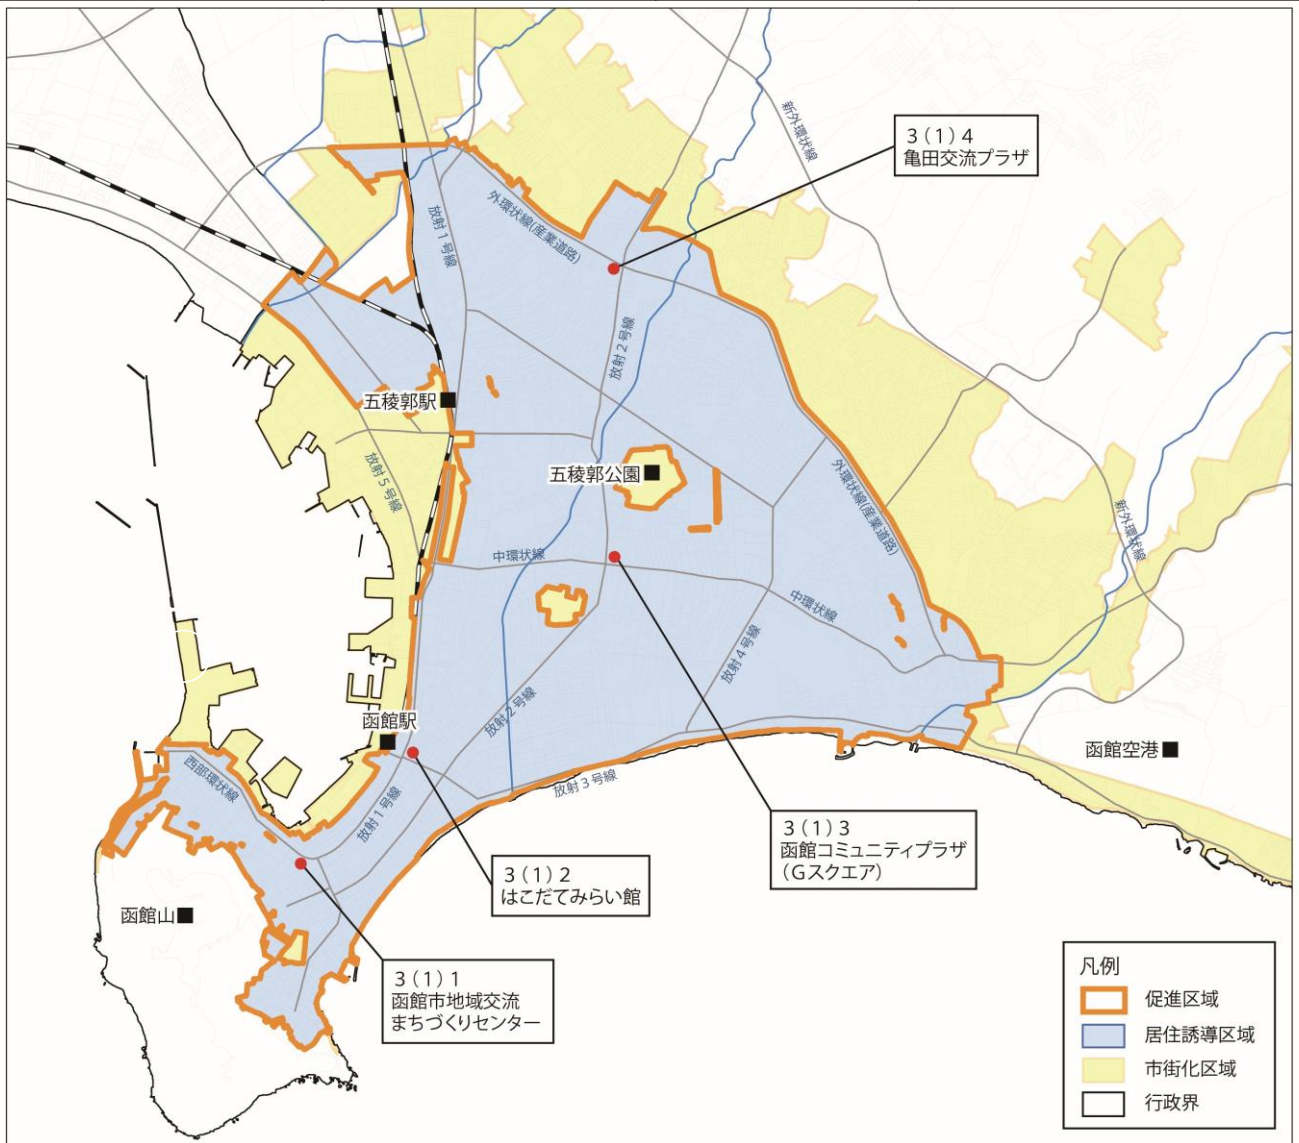 新外環状線
3(1)4
亀田交流プラザ
放射1号線
外環状線(産業道路)
放射2号線
五稜郭駅
五稜郭公園
放射5号線
外環状線(産業道路)
新外環状線
中環状線
中環状線
放射4号線
函館駅
放射2号線
函館空港
西部環状線
放射3号線
放射1号線
3(1)3
函館コミュニティプラザ
(Gスクエア)
3(1)2
はこだてみらい館
函館山
3(1)1
函館市地域交流
まちづくりセンター
凡例
促進区域
居住誘導区域
市街化区域
行政界